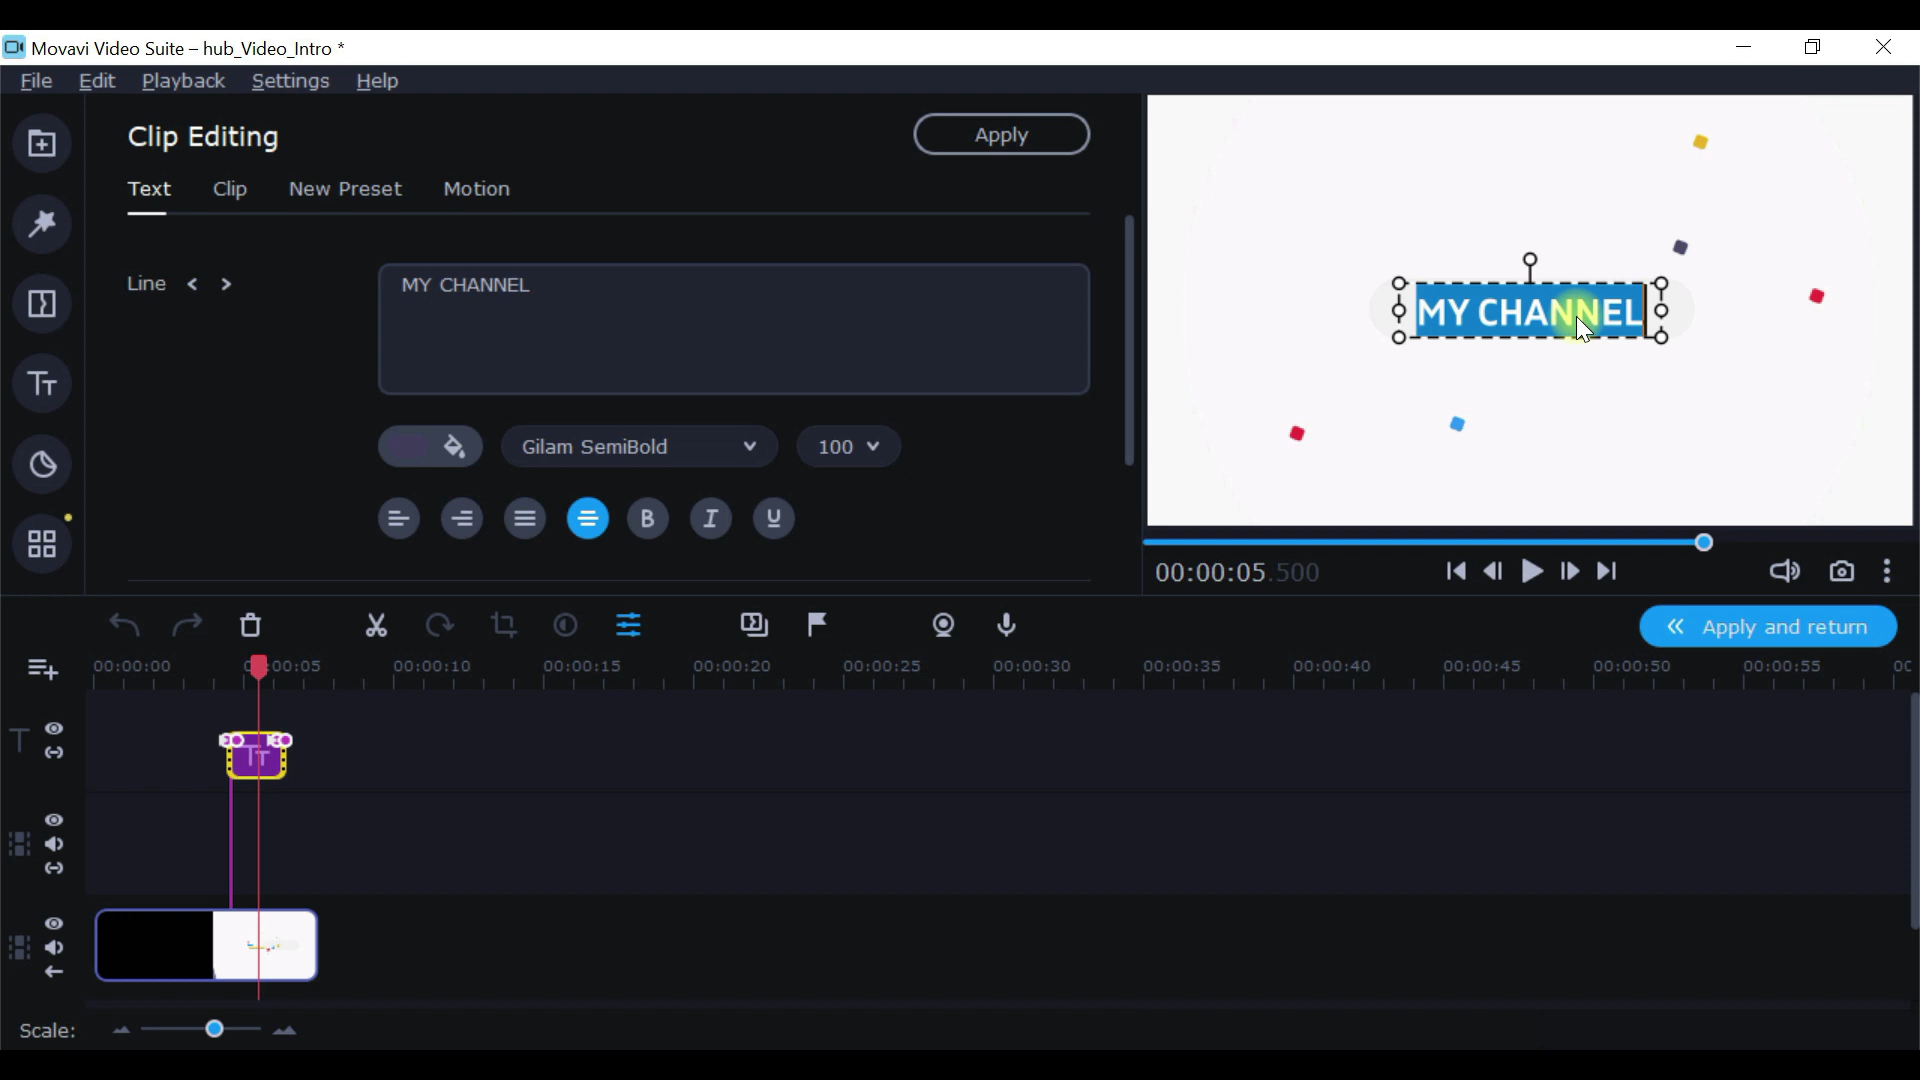 Movavi Video Suite – hub_Video_Intro *
File Edit Playback Settings Help
Clip Editing
Apply
Text Clip New Preset Motion
Line < >
MY CHANNEL
MY CHANNEL
Gilam SemiBold
100
B I U
00:00:05.500
Apply and return
00:00:00 00:00:05 00:00:10 00:00:15 00:00:20 00:00:25 00:00:30 00:00:35 00:00:40 00:00:45 00:00:50 00:00:55
Scale: